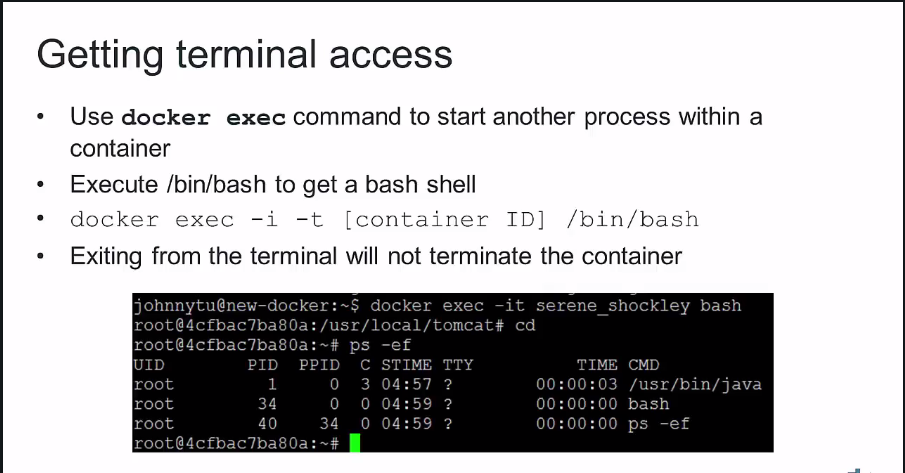 Getting terminal access
• Use docker exec command to start another process within a
container
• Execute /bin/bash to get a bash shell
• docker exec -i -t [container ID] /bin/bash
• Exiting from the terminal will not terminate the container
johnnytu@new-docker:~$ docker exec -it serene_shockley bash
root@4cfbac7ba80a:/usr/local/tomcat# cd
root@4cfbac7ba80a:~# ps -ef
UID PID PPID C STIME TTY TIME CMD
root 1 0 3 04:57 ? 00:00:03 /usr/bin/java
root 34 0 0 04:59 ? 00:00:00 bash
root 40 34 0 04:59 ? 00:00:00 ps -ef
root@4cfbac7ba80a:~#